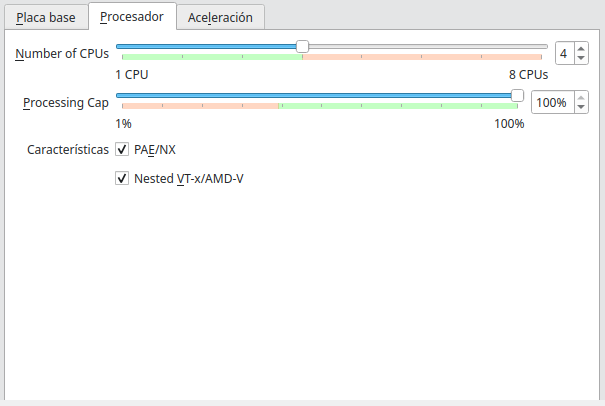 Placa base Procesador Aceleración
Number of CPUs 4
1 CPU 8 CPUs
Processing Cap 100%
1% 100%
Características PAE/NX
Nested VT-x/AMD-V